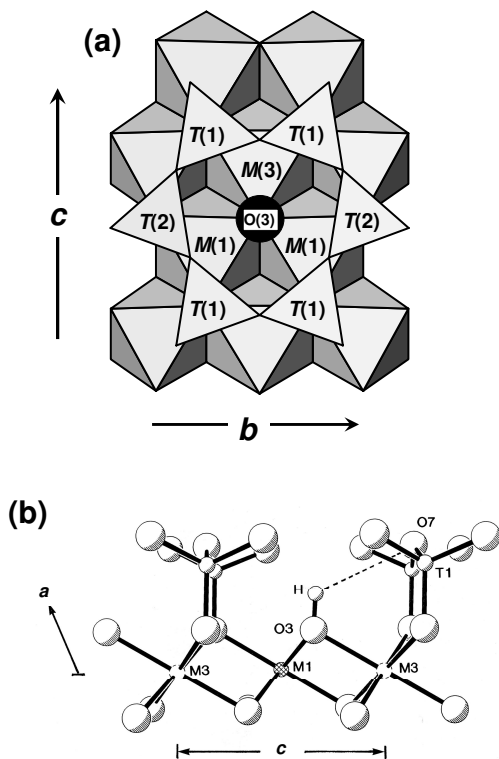 (a)
T(1) T(1)
M(3)
c
T(2) O(3) T(2)
M(1) M(1)
T(1) T(1)
b
(b)
O7
T1
H
a
O3
M3 M1 M3
c